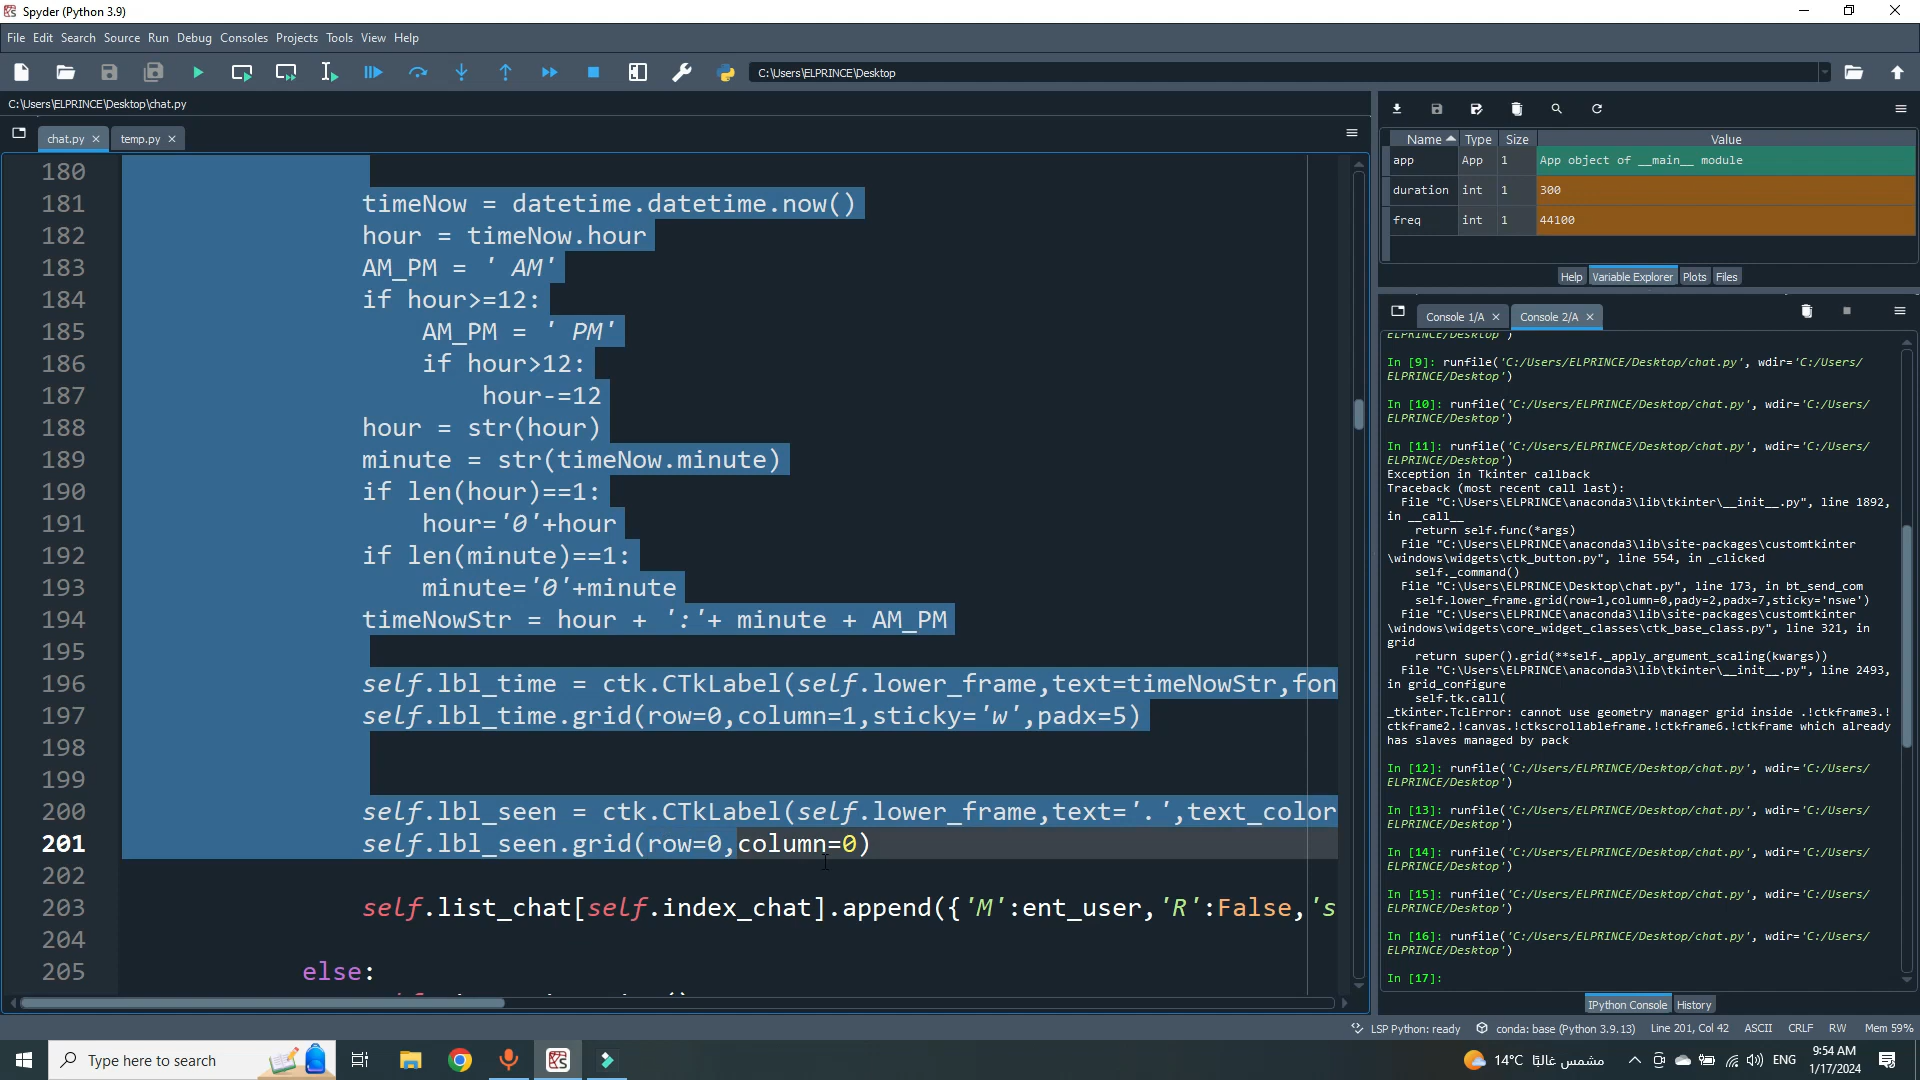 Spyder (Python 3.9)
File Edit Search Source Run Debug Consoles Projects Tools View Help
C:\Users\ELPRINCE\Desktop
C:\Users\ELPRINCE\Desktop\chat.py
chat.py
temp.py
180
181 timeNow = datetime.datetime.now()
182 hour = timeNow.hour
183 AM_PM = ' AM'
184 if hour>=12:
185 AM_PM = ' PM'
186 if hour>12:
187 hour-=12
188 hour = str(hour)
189 minute = str(timeNow.minute)
190 if len(hour)==1:
191 hour='0'+hour
192 if len(minute)==1:
193 minute='0'+minute
194 timeNowStr = hour + ':'+ minute + AM_PM
195
196 self.lbl_time = ctk.CTkLabel(self.lower_frame,text=timeNowStr,fon
197 self.lbl_time.grid(row=0,column=1,sticky='w',padx=5)
198
199
200 self.lbl_seen = ctk.CTkLabel(self.lower_frame,text='.',text_color
201 self.lbl_seen.grid(row=0,column=0)
202
203 self.list_chat[self.index_chat].append({'M':ent_user,'R':False,'s
204
205 else:
Name Type Size Value
app App 1 App object of __main__ module
duration int 1 300
freq int 1 44100
Help Variable Explorer Plots Files
Console 1/A
Console 2/A
ELPRINCE/Desktop')
In [9]: runfile('C:/Users/ELPRINCE/Desktop/chat.py', wdir='C:/Users/
ELPRINCE/Desktop')
In [10]: runfile('C:/Users/ELPRINCE/Desktop/chat.py', wdir='C:/Users/
ELPRINCE/Desktop')
In [11]: runfile('C:/Users/ELPRINCE/Desktop/chat.py', wdir='C:/Users/
ELPRINCE/Desktop')
Exception in Tkinter callback
Traceback (most recent call last):
File "C:\Users\ELPRINCE\anaconda3\lib\tkinter\__init__.py", line 1892,
in __call__
return self.func(*args)
File "C:\Users\ELPRINCE\anaconda3\lib\site-packages\customtkinter
\windows\widgets\ctk_button.py", line 554, in _clicked
self._command()
File "C:\Users\ELPRINCE\Desktop\chat.py", line 173, in bt_send_com
self.lower_frame.grid(row=1,column=0,pady=2,padx=7,sticky='nswe')
File "C:\Users\ELPRINCE\anaconda3\lib\site-packages\customtkinter
\windows\widgets\core_widget_classes\ctk_base_class.py", line 321, in
grid
return super().grid(**self._apply_argument_scaling(kwargs))
File "C:\Users\ELPRINCE\anaconda3\lib\tkinter\__init__.py", line 2493,
in grid_configure
self.tk.call(
_tkinter.TclError: cannot use geometry manager grid inside .!ctkframe3.!
ctkframe2.!canvas.!ctkscrollableframe.!ctkframe6.!ctkframe which already
has slaves managed by pack
In [12]: runfile('C:/Users/ELPRINCE/Desktop/chat.py', wdir='C:/Users/
ELPRINCE/Desktop')
In [13]: runfile('C:/Users/ELPRINCE/Desktop/chat.py', wdir='C:/Users/
ELPRINCE/Desktop')
In [14]: runfile('C:/Users/ELPRINCE/Desktop/chat.py', wdir='C:/Users/
ELPRINCE/Desktop')
In [15]: runfile('C:/Users/ELPRINCE/Desktop/chat.py', wdir='C:/Users/
ELPRINCE/Desktop')
In [16]: runfile('C:/Users/ELPRINCE/Desktop/chat.py', wdir='C:/Users/
ELPRINCE/Desktop')
In [17]:
IPython Console History
LSP Python: ready conda: base (Python 3.9.13) Line 201, Col 42 ASCII CRLF RW Mem 59%
Type here to search
14°C مشمس غالبًا
ENG
9:54 AM
1/17/2024